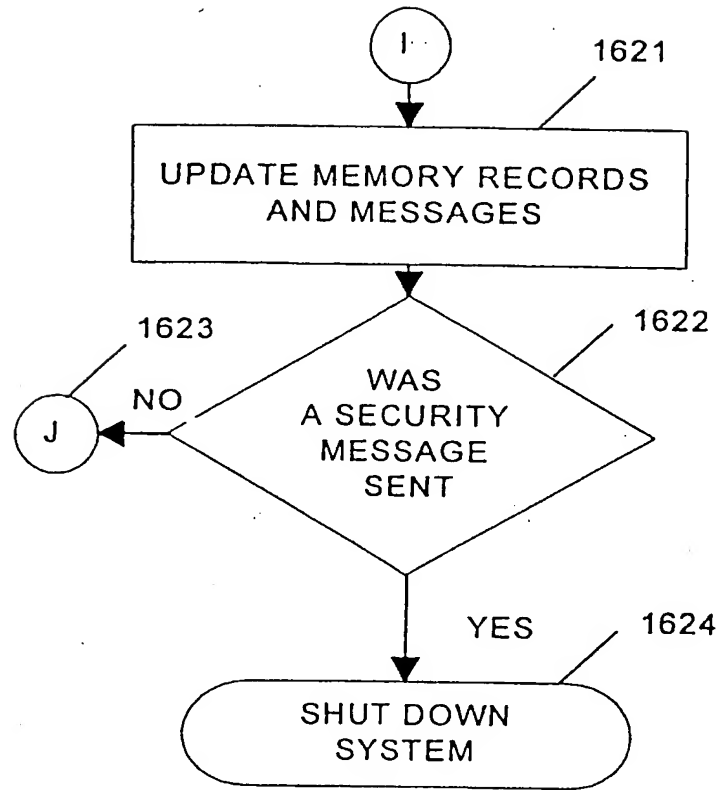 I
1621
UPDATE MEMORY RECORDS
AND MESSAGES
1623
1622
NO
J
WAS
A SECURITY
MESSAGE
SENT
YES
1624
SHUT DOWN
SYSTEM